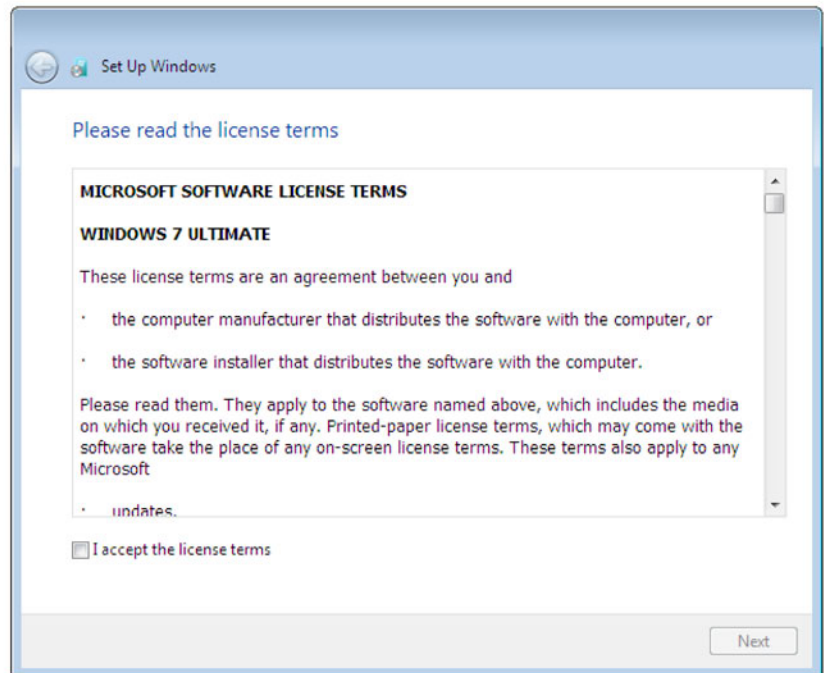 Set Up Windows
Please read the license terms
MICROSOFT SOFTWARE LICENSE TERMS
WINDOWS 7 ULTIMATE
These license terms are an agreement between you and
· the computer manufacturer that distributes the software with the computer, or
· the software installer that distributes the software with the computer.
Please read them. They apply to the software named above, which includes the media
on which you received it, if any. Printed-paper license terms, which may come with the
software take the place of any on-screen license terms. These terms also apply to any
Microsoft
· updates,
I accept the license terms
Next